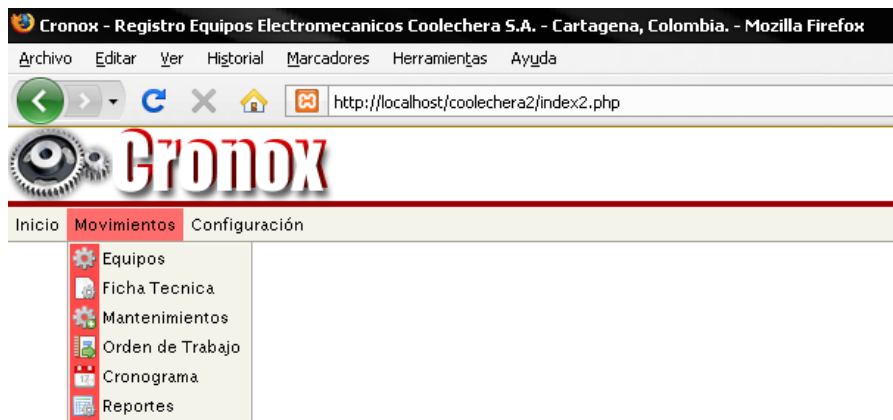 Cronox - Registro Equipos Electromecanicos Coolechera S.A. - Cartagena, Colombia. - Mozilla Firefox
Archivo Editar Ver Historial Marcadores Herramientas Ayuda
http://localhost/coolechera2/index2.php
Cronox
Inicio Movimientos Configuración
Equipos
Ficha Tecnica
Mantenimientos
Orden de Trabajo
12
Cronograma
Reportes